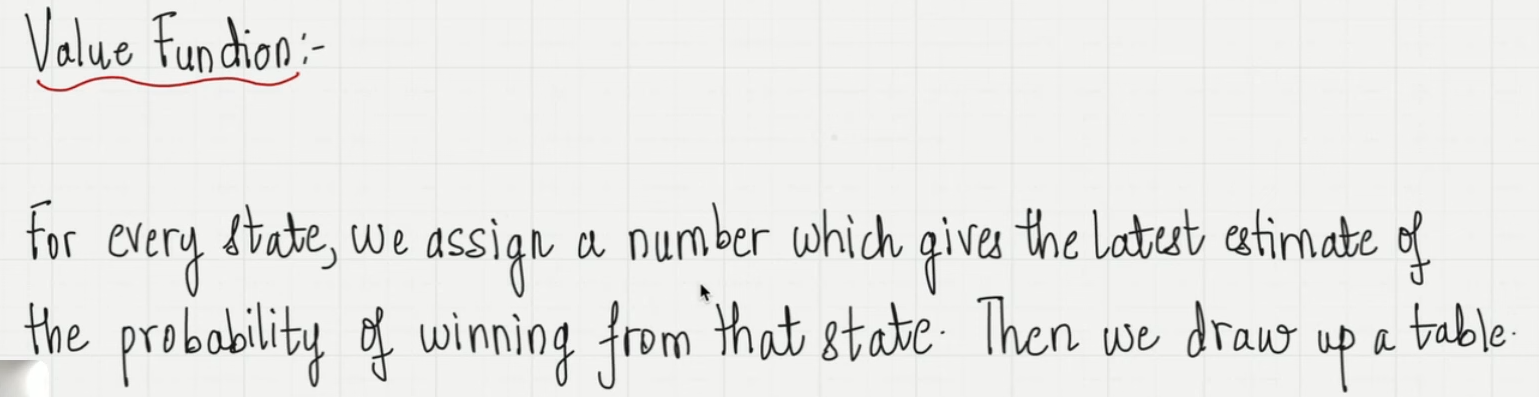 Value Function:-
For every state, we assign a number which gives the latest estimate of
the probability of winning from that state. Then we draw up a table.